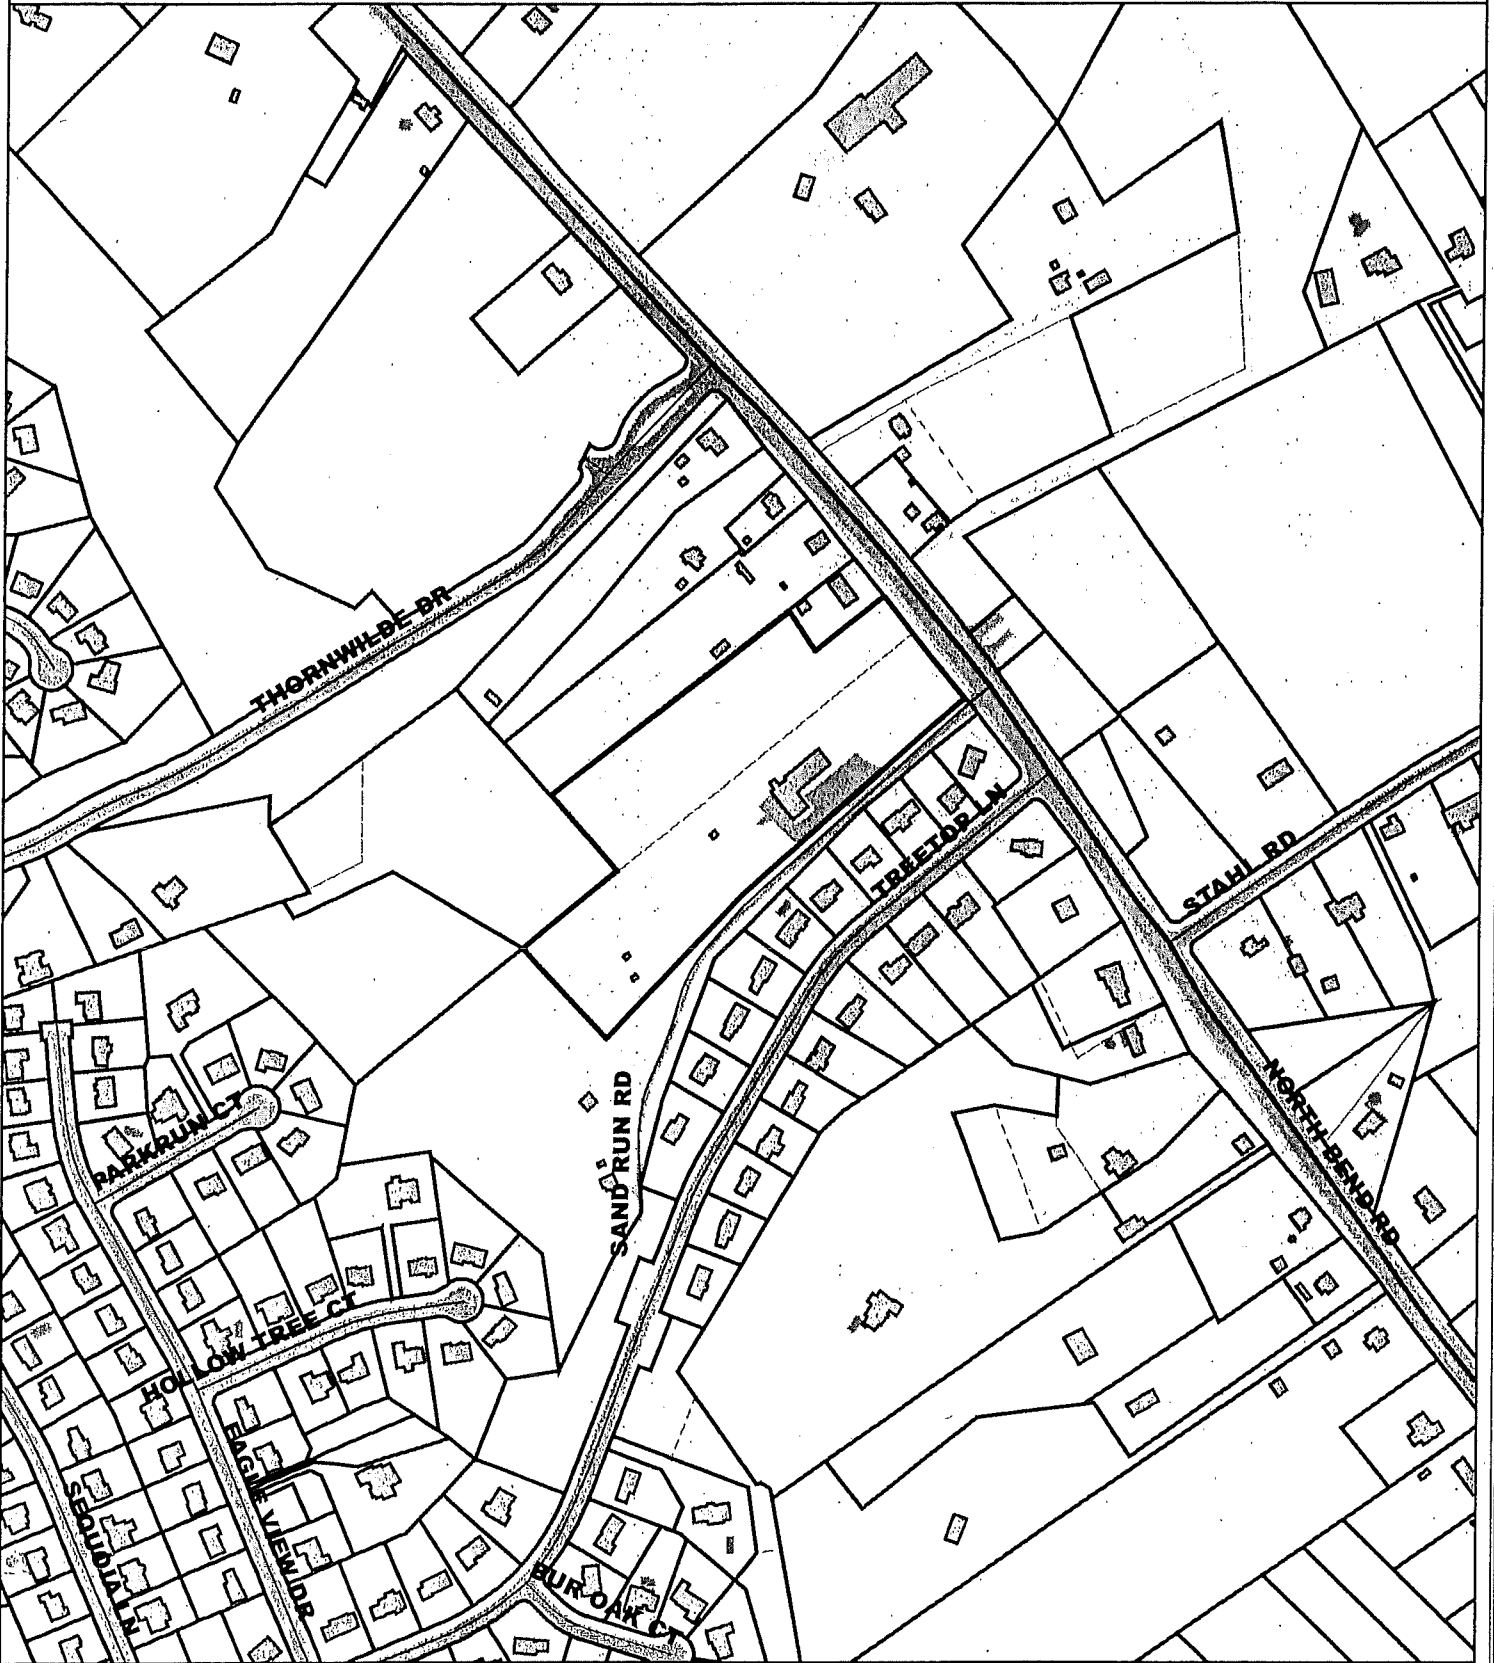 THORNWILDE DR
TREETOP LN
STAHL RD
NORTH BEND RD
SAND RUN RD
PARKRUN CT
HOLLOW TREE CT
EAGLE VIEW DR
SEQUOIA LN
BUR OAK CT